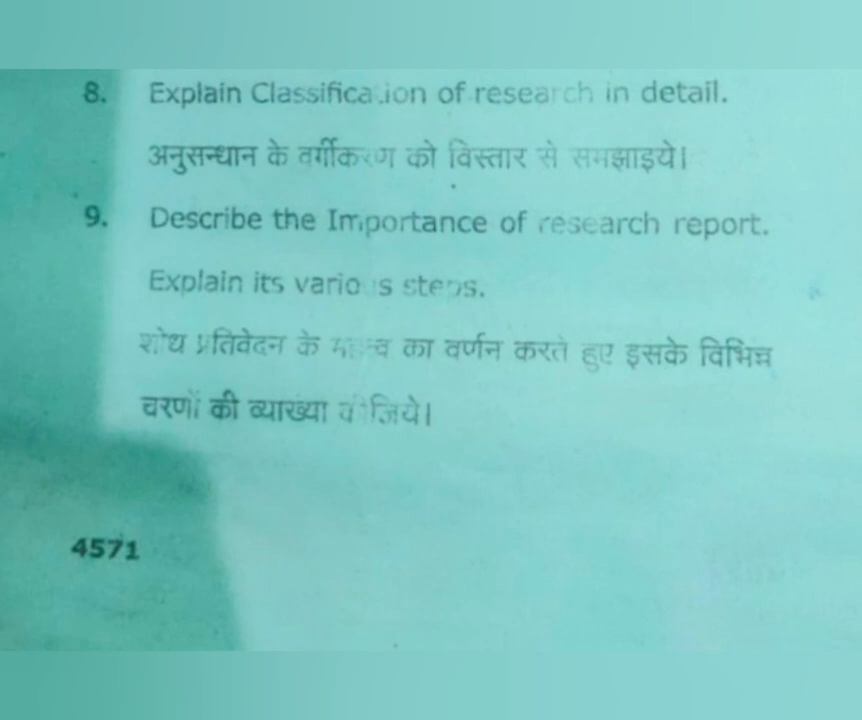 8. Explain Classification of research in detail.
अनुसन्धान के वर्गीकरण को विस्तार से समझाइये।
9. Describe the Importance of research report.
Explain its various steps.
शोध प्रतिवेदन के महत्व का वर्णन करते हुए इसके विभिन्न
चरणों की व्याख्या कीजिये।
4571